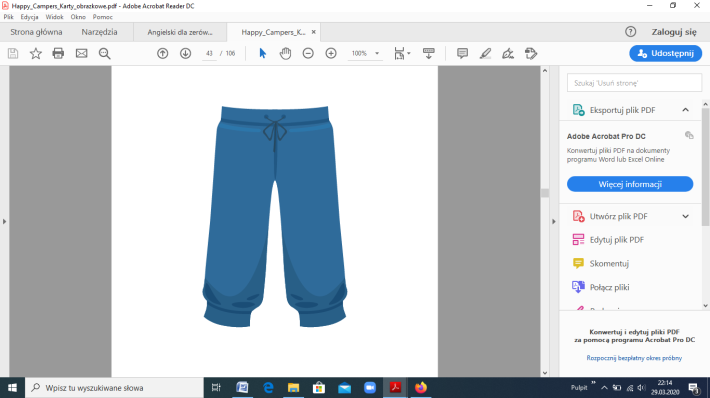 Happy_Campers_Karty_obrazkowe.pdf - Adobe Acrobat Reader DC
Plik Edycja Widok Okno Pomoc
Strona główna Narzędzia Angielski dla zerów... Happy_Campers_K... × Zaloguj się
43 / 106 100% Udostępnij
Szukaj 'Usuń stronę'
Eksportuj plik PDF
Adobe Acrobat Pro DC
Konwertuj pliki PDF na dokumenty
programu Word lub Excel Online
Więcej informacji
Utwórz plik PDF
Edytuj plik PDF
Skomentuj
Połącz pliki
Konwertuj i edytuj pliki PDF
za pomocą programu Acrobat Pro DC
Rozpocznij bezpłatny okres próbny
Wpisz tu wyszukiwane słowa
Pulpit » 22:14
29.03.2020